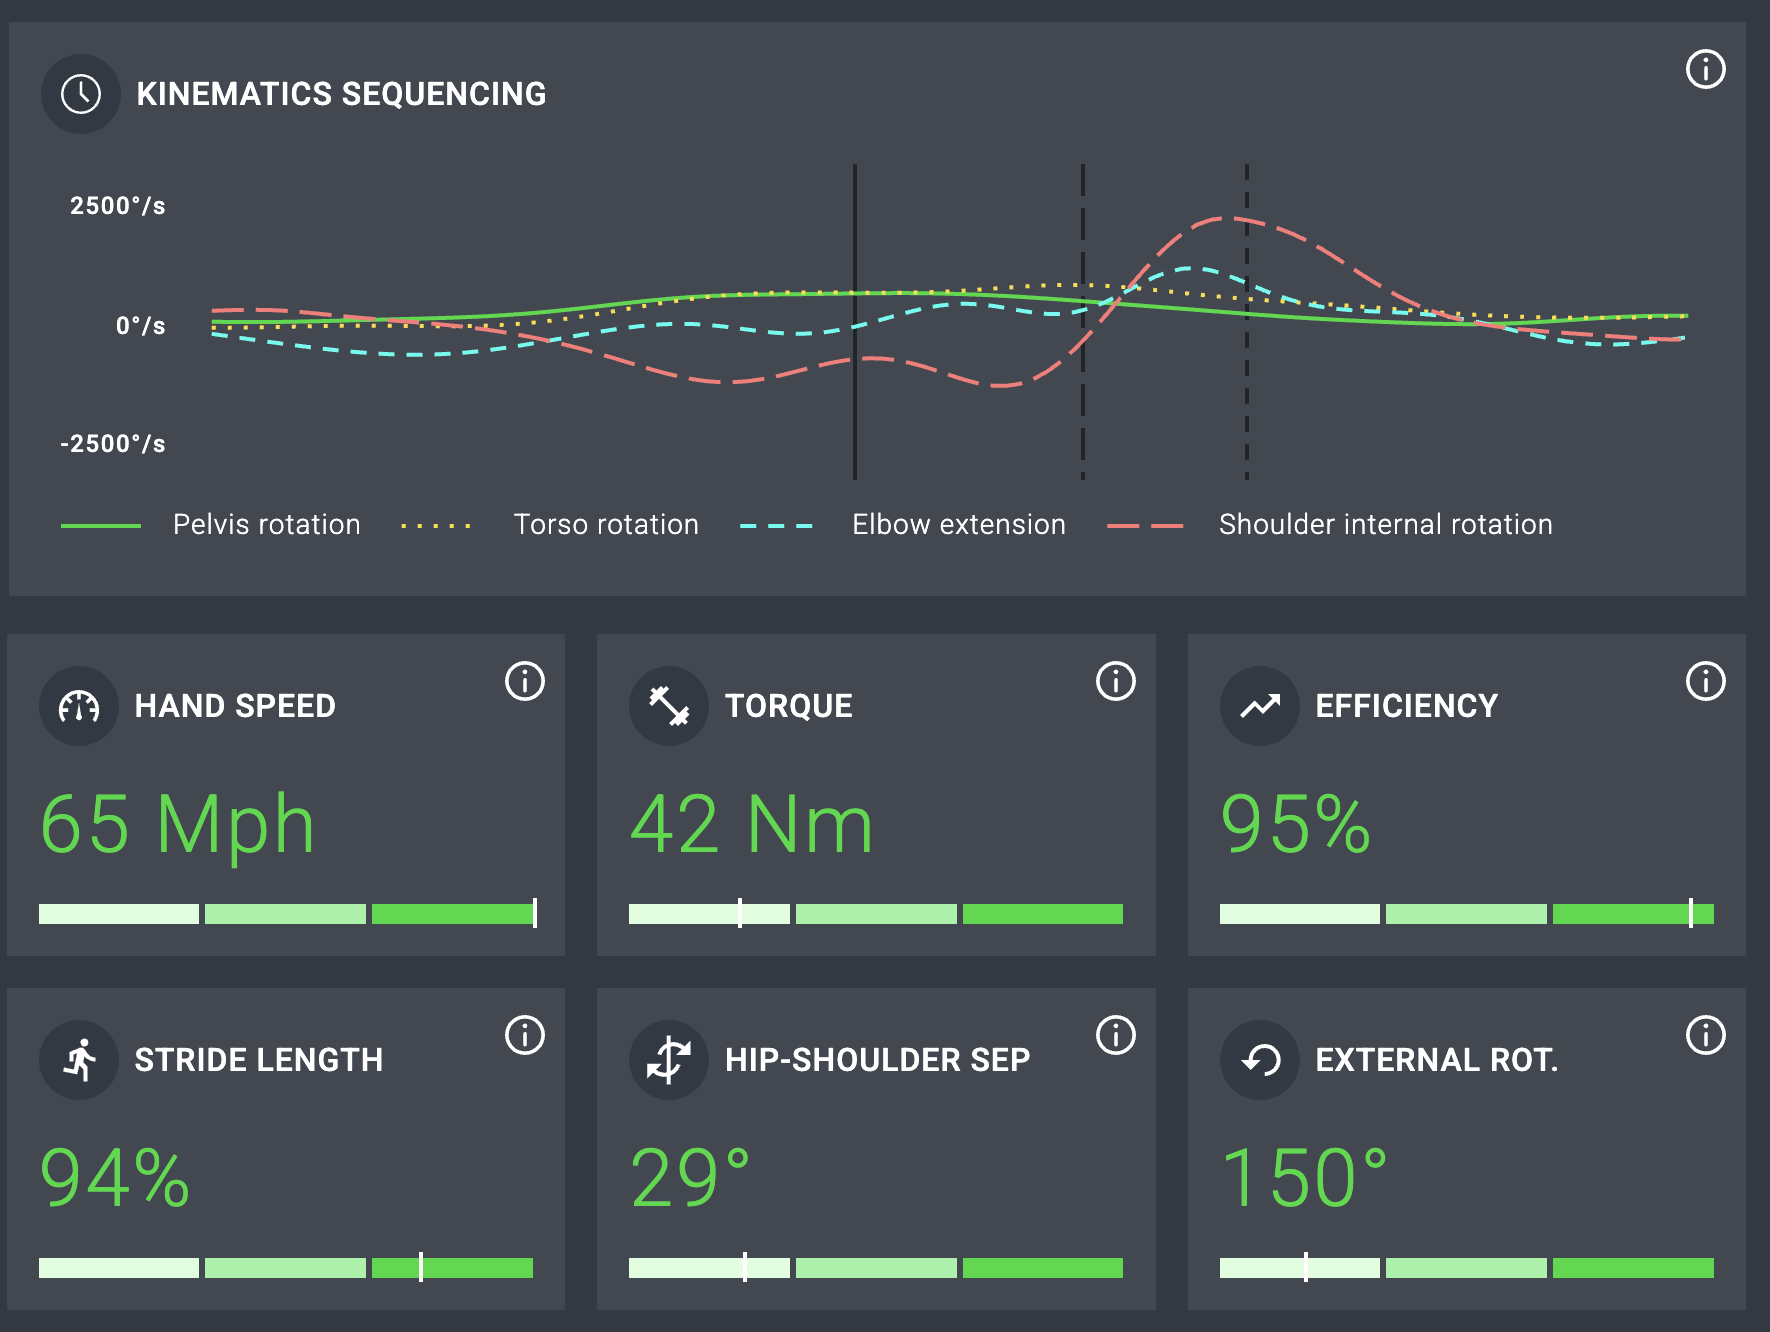 KINEMATICS SEQUENCING
2500°/s
0°/s
-2500°/s
Pelvis rotation Torso rotation Elbow extension Shoulder internal rotation
HAND SPEED
65 Mph
TORQUE
42 Nm
EFFICIENCY
95%
STRIDE LENGTH
94%
HIP-SHOULDER SEP
29°
EXTERNAL ROT.
150°